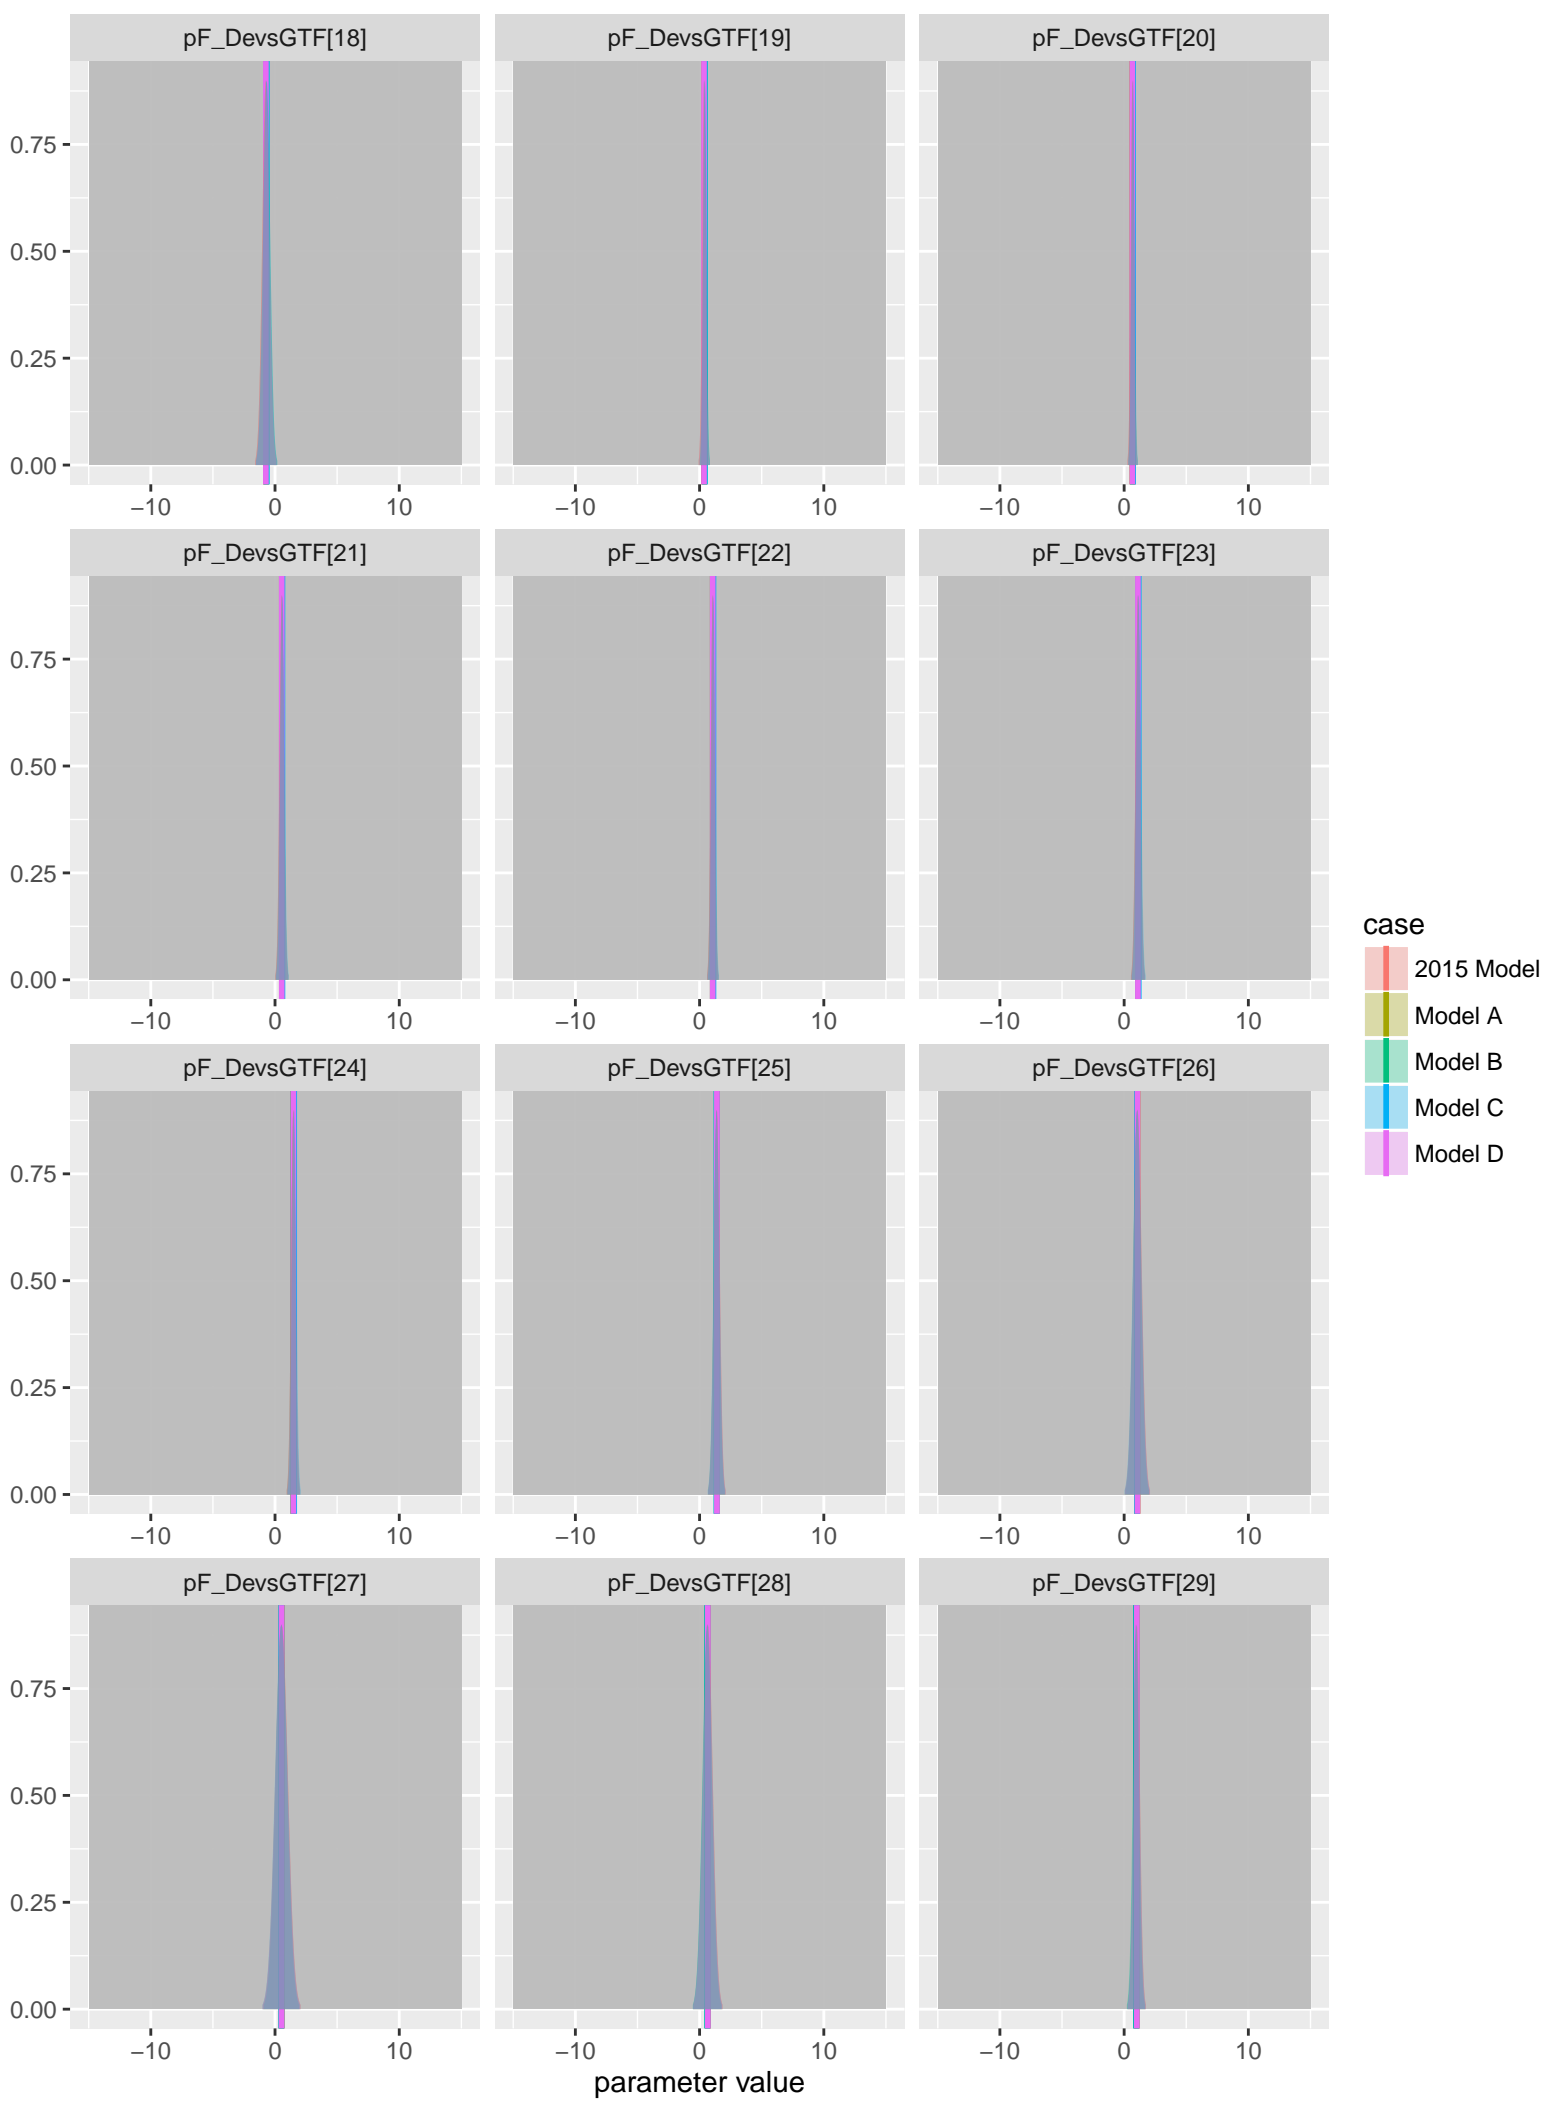 pF_DevsGTF[18] pF_DevsGTF[19] pF_DevsGTF[20]
0.75
0.50
0.25
0.00
−10 0 10 −10 0 10 −10 0 10
pF_DevsGTF[21] pF_DevsGTF[22] pF_DevsGTF[23]
0.75
0.50
0.25
0.00
−10 0 10 −10 0 10 −10 0 10
pF_DevsGTF[24] pF_DevsGTF[25] pF_DevsGTF[26]
0.75
0.50
0.25
0.00
−10 0 10 −10 0 10 −10 0 10
pF_DevsGTF[27] pF_DevsGTF[28] pF_DevsGTF[29]
0.75
0.50
0.25
0.00
−10 0 10 −10 0 10 −10 0 10
parameter value
case
2015 Model
Model A
Model B
Model C
Model D